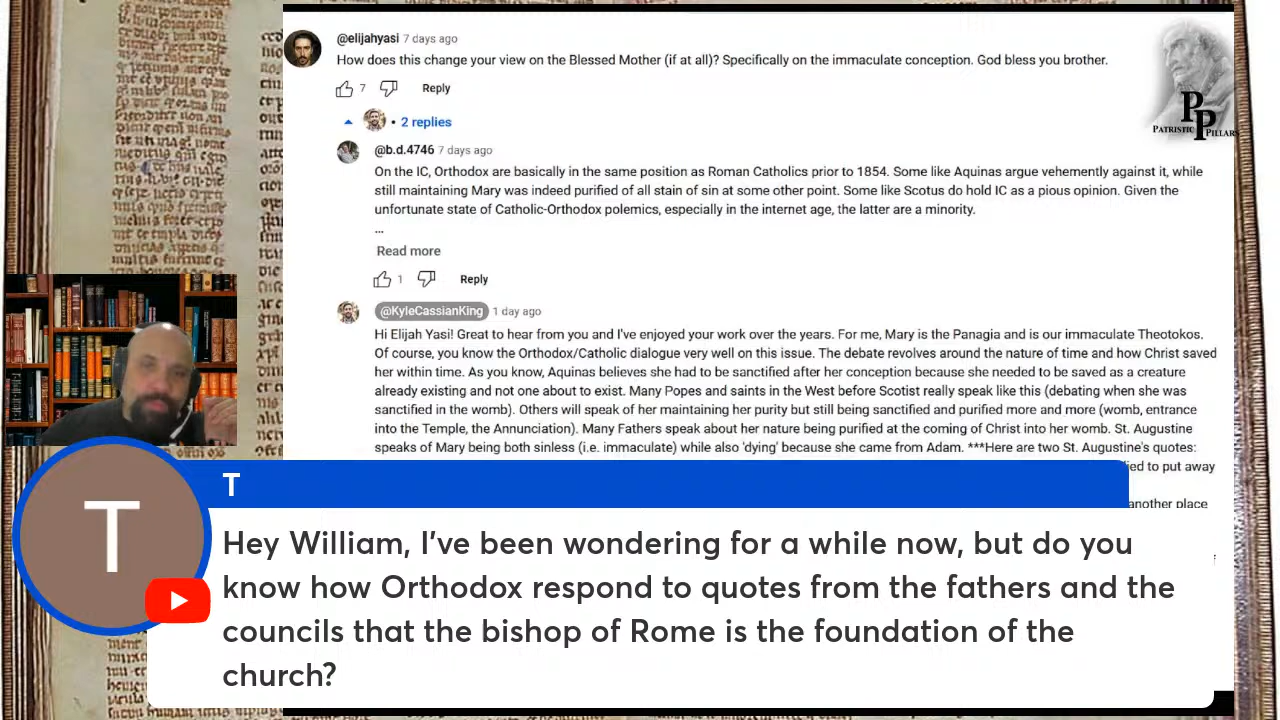 @elijahyasi 7 days ago
How does this change your view on the Blessed Mother (if at all)? Specifically on the immaculate conception. God bless you brother.
7 Reply
• 2 replies
@b.d.4746 7 days ago
On the IC, Orthodox are basically in the same position as Roman Catholics prior to 1854. Some like Aquinas argue vehemently against it, while
still maintaining Mary was indeed purified of all stain of sin at some other point. Some like Scotus do hold IC as a pious opinion. Given the
unfortunate state of Catholic-Orthodox polemics, especially in the internet age, the latter are a minority.
...
Read more
1 Reply
@KyleCassianKing 1 day ago
Hi Elijah Yasi! Great to hear from you and I've enjoyed your work over the years. For me, Mary is the Panagia and is our immaculate Theotokos.
Of course, you know the Orthodox/Catholic dialogue very well on this issue. The debate revolves around the nature of time and how Christ saved
her within time. As you know, Aquinas believes she had to be sanctified after her conception because she needed to be saved as a creature
already existing and not one about to exist. Many Popes and saints in the West before Scotist really speak like this (debating when she was
sanctified in the womb). Others will speak of her maintaining her purity but still being sanctified and purified more and more (womb, entrance
into the Temple, the Annunciation). Many Fathers speak about her nature being purified at the coming of Christ into her womb. St. Augustine
speaks of Mary being both sinless (i.e. immaculate) while also 'dying' because she came from Adam. ***Here are two St. Augustine's quotes:
to put away
another place
PP
PATRISTIC PILLARS
T
T
Hey William, I've been wondering for a while now, but do you
know how Orthodox respond to quotes from the fathers and the
councils that the bishop of Rome is the foundation of the
church?